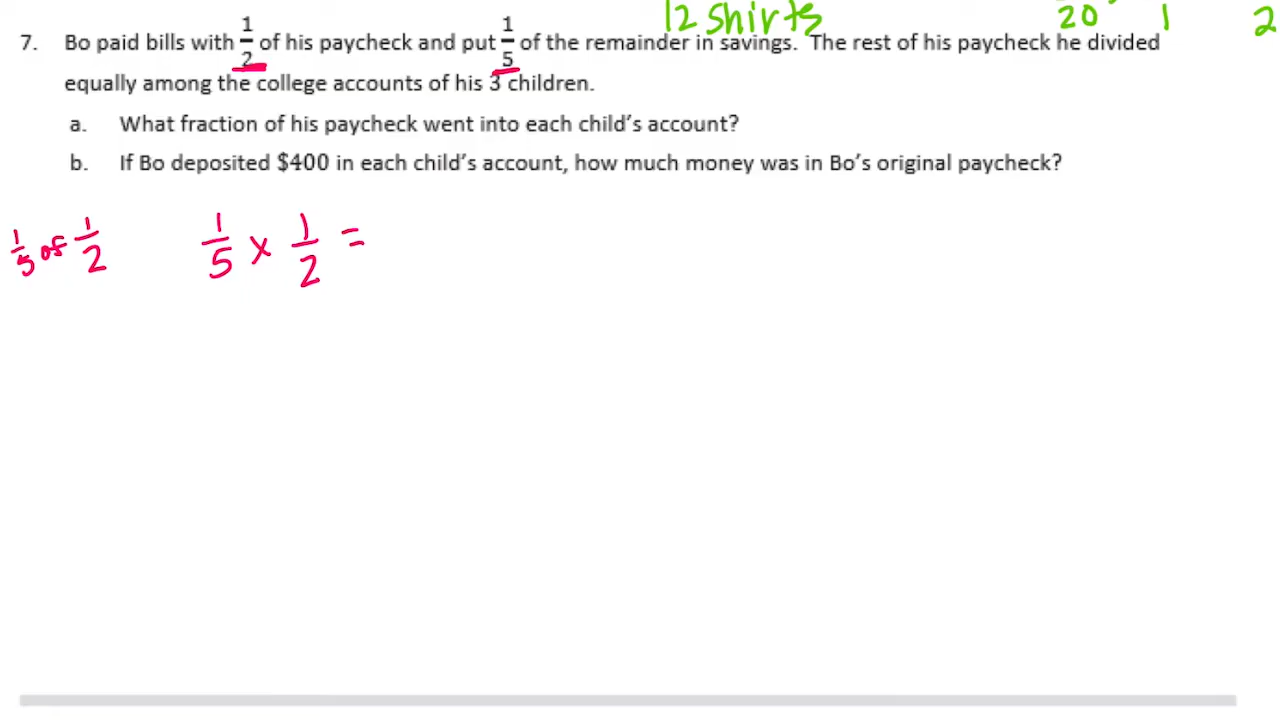 12 shirts 20 1 2
7. Bo paid bills with 1/2 of his paycheck and put 1/5 of the remainder in savings. The rest of his paycheck he divided
equally among the college accounts of his 3 children.
a. What fraction of his paycheck went into each child's account?
b. If Bo deposited $400 in each child's account, how much money was in Bo's original paycheck?
1/5 of 1/2 1/5 x 1/2 =